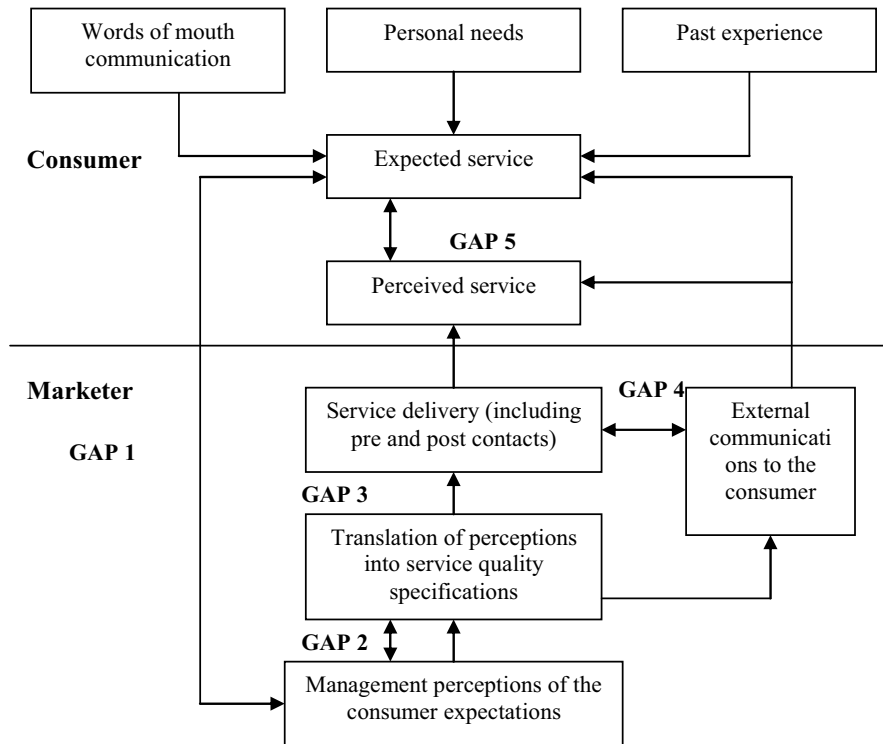 Words of mouth
communication
Personal needs
Past experience
Consumer
Expected service
GAP 5
Perceived service
Marketer
GAP 1
Service delivery (including
pre and post contacts)
GAP 4
External
communicati
ons to the
consumer
GAP 3
Translation of perceptions
into service quality
specifications
GAP 2
Management perceptions of the
consumer expectations